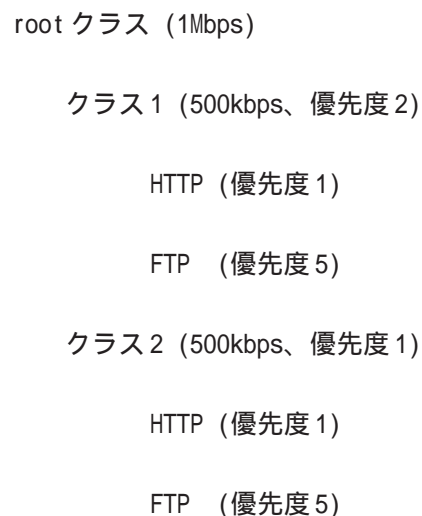 root クラス (1Mbps)
クラス1 (500kbps、優先度2)
HTTP (優先度1)
FTP (優先度5)
クラス2 (500kbps、優先度1)
HTTP (優先度1)
FTP (優先度5)